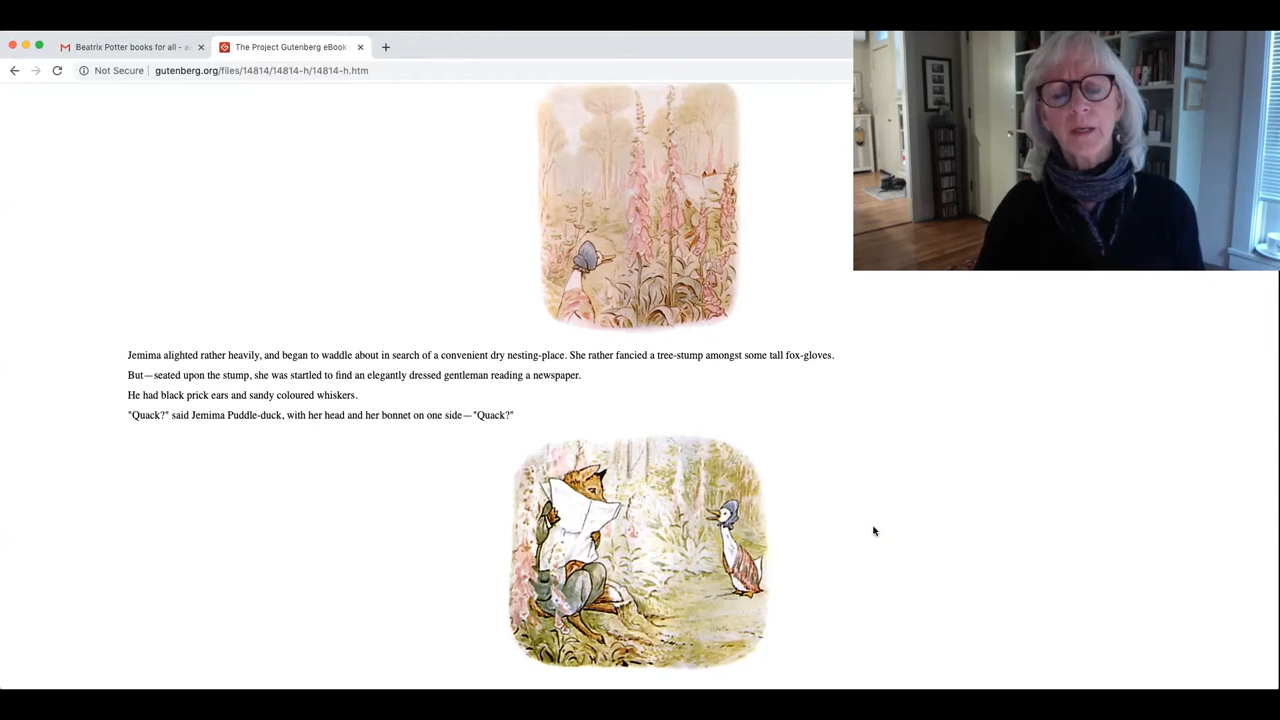 Beatrix Potter books for all - a
The Project Gutenberg eBook
Not Secure
gutenberg.org/files/14814/14814-h/14814-h.htm
Jemima alighted rather heavily, and began to waddle about in search of a convenient dry nesting-place. She rather fancied a tree-stump amongst some tall fox-gloves.
But—seated upon the stump, she was startled to find an elegantly dressed gentleman reading a newspaper.
He had black prick ears and sandy coloured whiskers.
"Quack?" said Jemima Puddle-duck, with her head and her bonnet on one side—"Quack?"